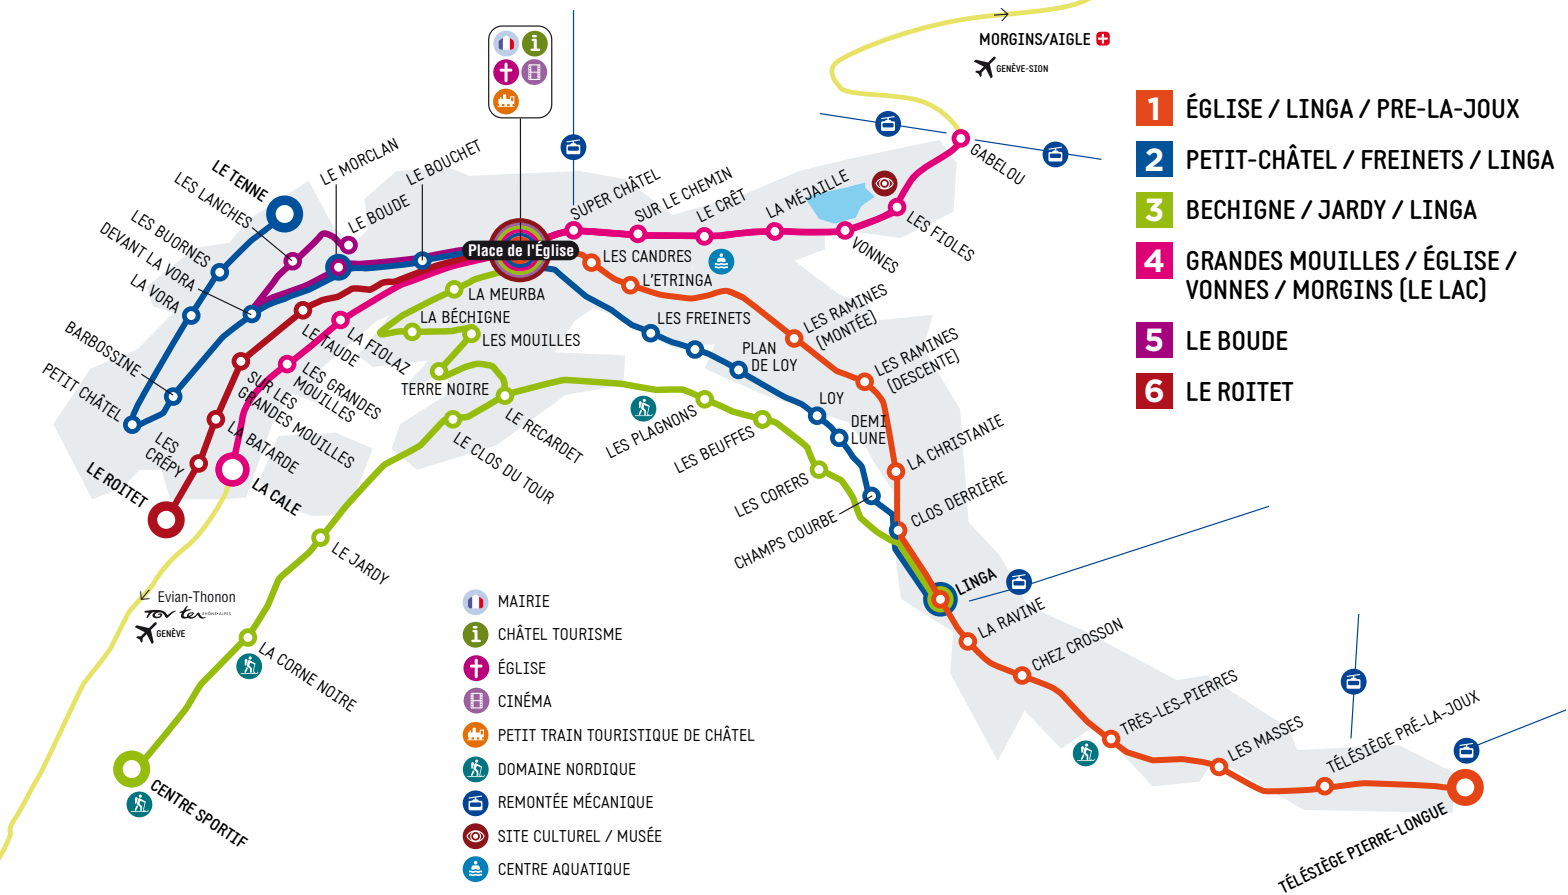 MORGINS/AIGLE
GENÈVE-SION
1 ÉGLISE / LINGA / PRE-LA-JOUX
2 PETIT-CHÂTEL / FREINETS / LINGA
3 BECHIGNE / JARDY / LINGA
4 GRANDES MOUILLES / ÉGLISE /
VONNES / MORGINS (LE LAC)
5 LE BOUDE
6 LE ROITET
LE TENNE
LES LANCHES
LES BUORNES
DEVANT LA VORA
LA VORA
BARBOSSINE
PETIT CHÂTEL
LE MORCLAN
LE BOUDE
LE BOUCHET
Place de l'Église
SUPER CHÂTEL
SUR LE CHEMIN
LE CRÊT
LA MÉJAILLE
VONNES
LES FIOLES
GABELOU
LES CANDRES
L'ETRINGA
LES RAMINES
(MONTÉE)
LES RAMINES
(DESCENTE)
LA CHRISTANIE
CLOS DERRIÈRE
LES FREINETS
PLAN
DE LOY
LOY
DEMI
LUNE
CHAMPS COURBE
LA MEURBA
LA BÉCHIGNE
LES MOUILLES
TERRE NOIRE
LE RECARDET
LE CLOS DU TOUR
LES PLAGNONS
LES BEUFFES
LES CORERS
LE TAUDE
LA FIOLAZ
LES GRANDES
MOUILLES
SUR LES
GRANDES MOUILLES
LA BATARDE
LES
CRÉPY
LE ROITET
LA CALE
LE JARDY
LA CORNE NOIRE
CENTRE SPORTIF
Evian-Thonon
TGV ter RHÔNE-ALPES
GENÈVE
LINGA
LA RAVINE
CHEZ CROSSON
TRÈS-LES-PIERRES
LES MASSES
TÉLÉSIÈGE PRÉ-LA-JOUX
TÉLÉSIÈGE PIERRE-LONGUE
MAIRIE
i CHÂTEL TOURISME
ÉGLISE
CINÉMA
PETIT TRAIN TOURISTIQUE DE CHÂTEL
DOMAINE NORDIQUE
REMONTÉE MÉCANIQUE
SITE CULTUREL / MUSÉE
CENTRE AQUATIQUE